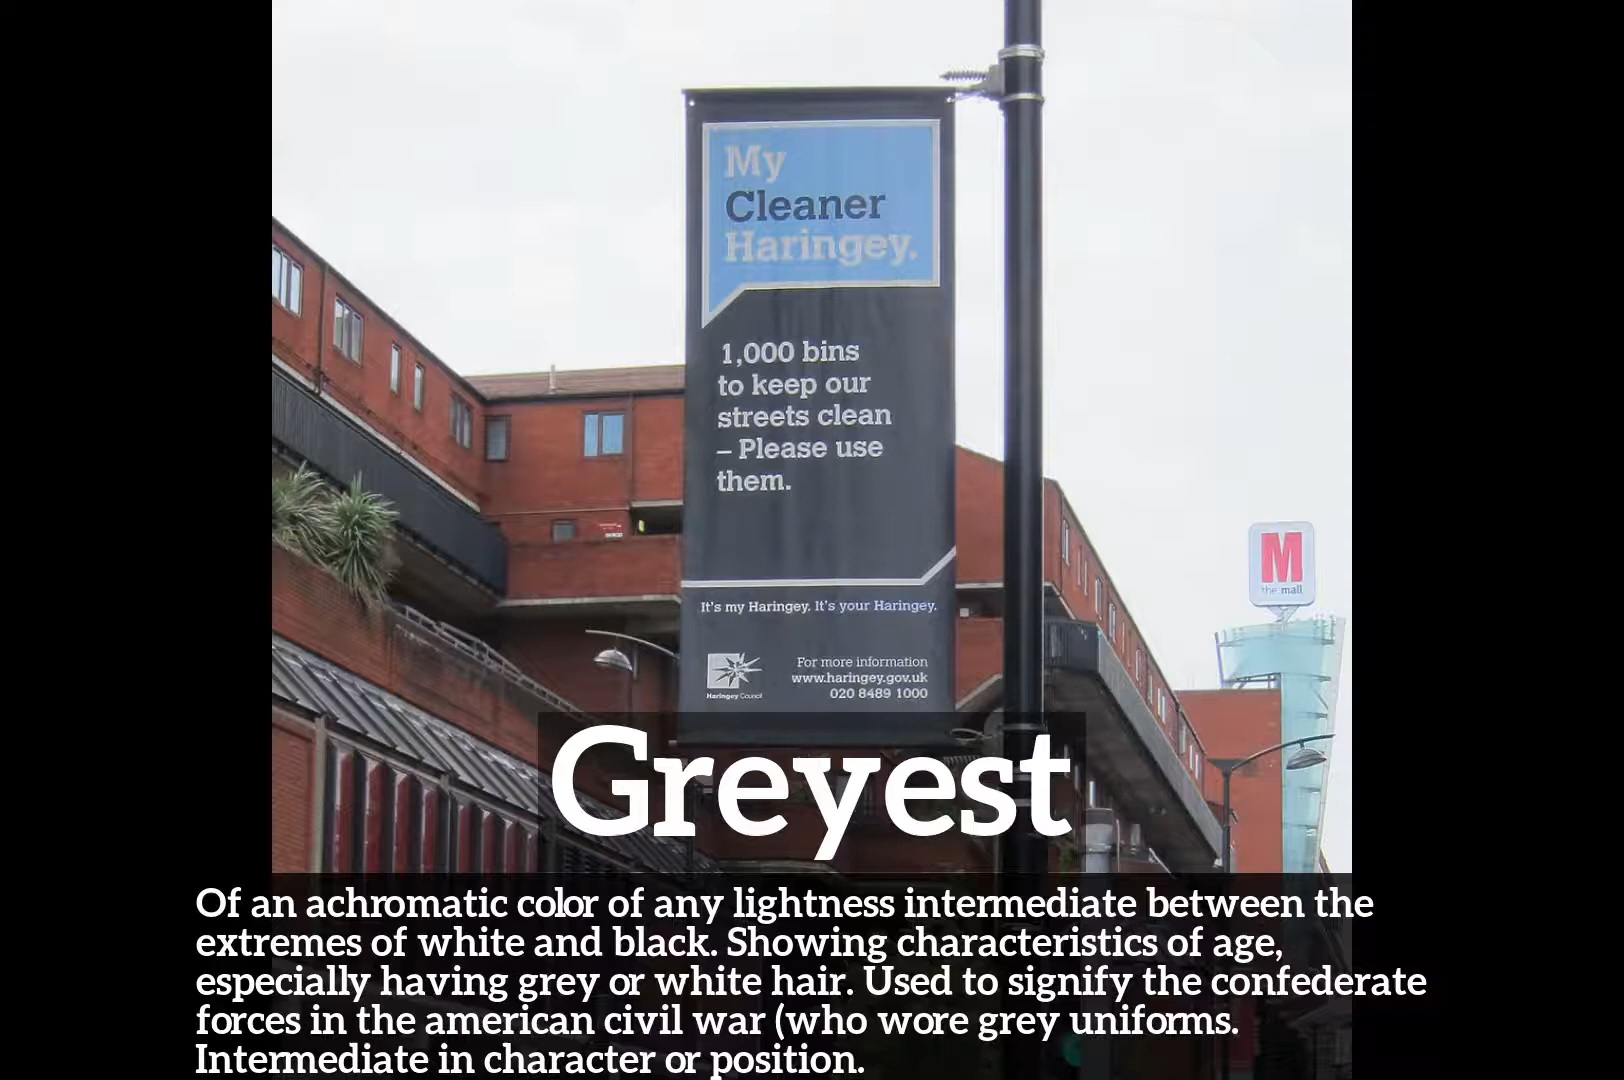 My
Cleaner
Haringey.
1,000 bins
to keep our
streets clean
– Please use
them.
It's my Haringey. It's your Haringey.
Haringey Council
For more information
www.haringey.gov.uk
020 8489 1000
M
the mall
Greyest
Of an achromatic color of any lightness intermediate between the
extremes of white and black. Showing characteristics of age,
especially having grey or white hair. Used to signify the confederate
forces in the american civil war (who wore grey uniforms.
Intermediate in character or position.